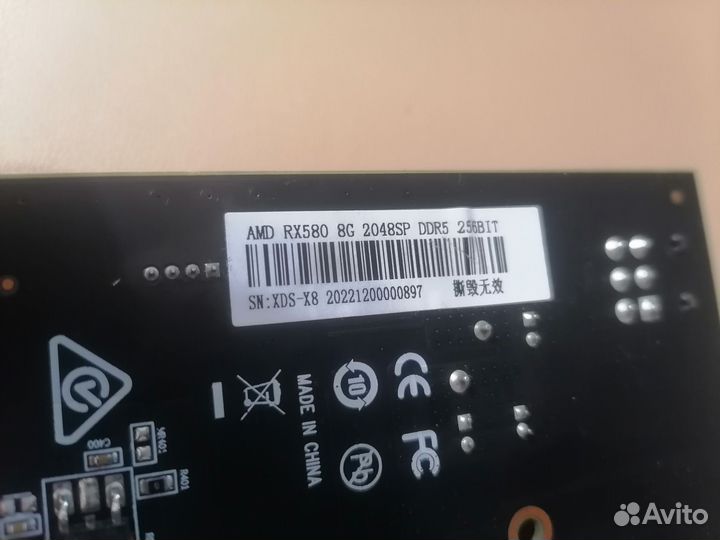 AMD RX580 8G 2048SP DDR5 256BIT
SN:XDS-X8 20221200000897 撕毁无效
MADE IN CHINA
10
CE
FC
Pb
C400
R401
Avito